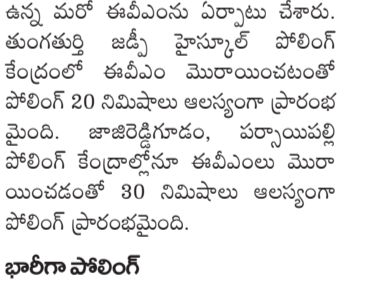 ఉన్న మరో ఈవీఎంను ఏర్పాటు చేశారు.
తుంగతుర్తి జడ్పీ హైస్కూల్ పోలింగ్
కేంద్రంలో ఈవీఎం మొరాయించటంతో
పోలింగ్ 20 నిమిషాలు ఆలస్యంగా ప్రారంభ
మైంది. జాజిరెడ్డిగూడం, పర్సాయిపల్లి
పోలింగ్ కేంద్రాల్లోనూ ఈవీఎంలు మొరా
యించడంతో 30 నిమిషాలు ఆలస్యంగా
పోలింగ్ ప్రారంభమైంది.
భారీగా పోలింగ్